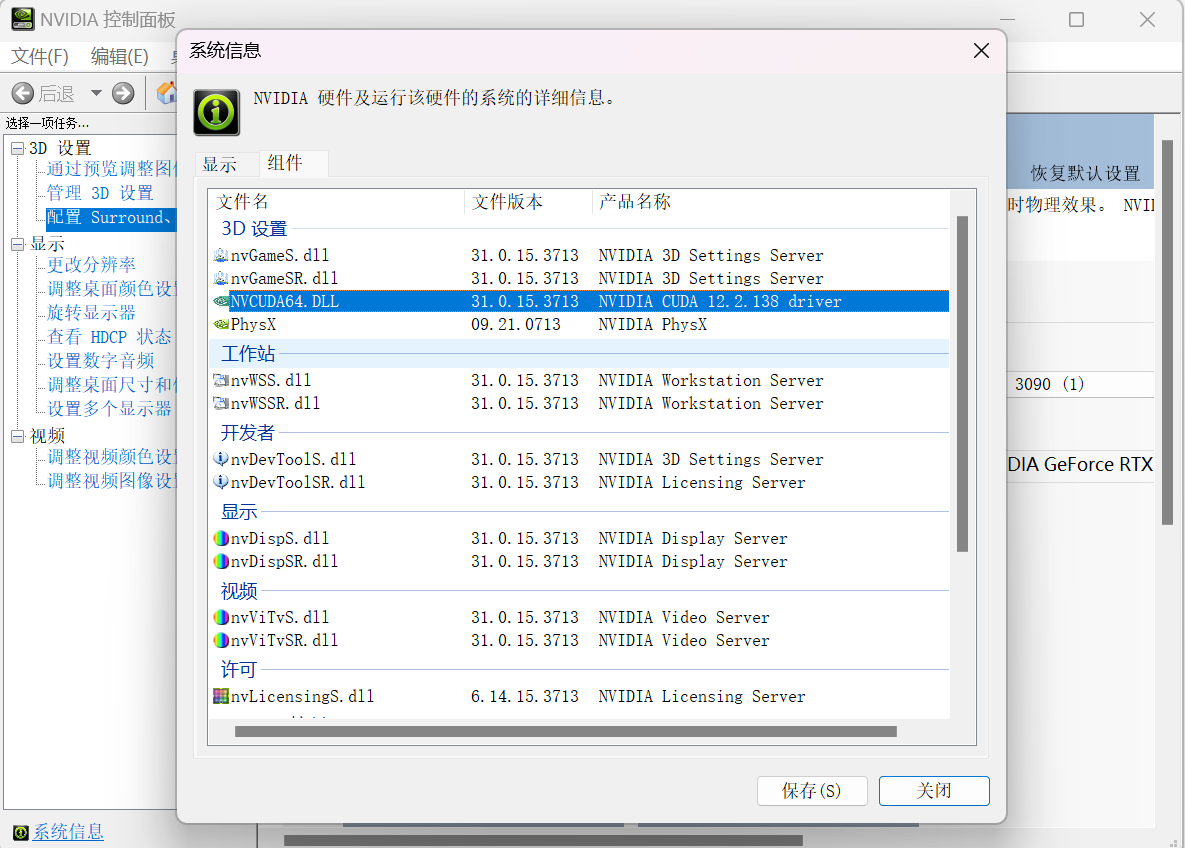 NVIDIA 控制面板
文件(F) 编辑(E)
后退
选择一项任务...
3D 设置
通过预览调整图
管理 3D 设置
配置 Surround、
显示
更改分辨率
调整桌面颜色设
旋转显示器
查看 HDCP 状态
设置数字音频
调整桌面尺寸和
设置多个显示器
视频
调整视频颜色设
调整视频图像设
系统信息
系统信息
NVIDIA 硬件及运行该硬件的系统的详细信息。
显示 组件
文件名 文件版本 产品名称
3D 设置
nvGameS.dll 31.0.15.3713 NVIDIA 3D Settings Server
nvGameSR.dll 31.0.15.3713 NVIDIA 3D Settings Server
NVCUDA64.DLL 31.0.15.3713 NVIDIA CUDA 12.2.138 driver
PhysX 09.21.0713 NVIDIA PhysX
工作站
nvWSS.dll 31.0.15.3713 NVIDIA Workstation Server
nvWSSR.dll 31.0.15.3713 NVIDIA Workstation Server
开发者
nvDevToolS.dll 31.0.15.3713 NVIDIA 3D Settings Server
nvDevToolSR.dll 31.0.15.3713 NVIDIA Licensing Server
显示
nvDispS.dll 31.0.15.3713 NVIDIA Display Server
nvDispSR.dll 31.0.15.3713 NVIDIA Display Server
视频
nvViTvS.dll 31.0.15.3713 NVIDIA Video Server
nvViTvSR.dll 31.0.15.3713 NVIDIA Video Server
许可
nvLicensingS.dll 6.14.15.3713 NVIDIA Licensing Server
保存(S) 关闭
恢复默认设置
时物理效果。 NVI
3090 (1)
DIA GeForce RTX